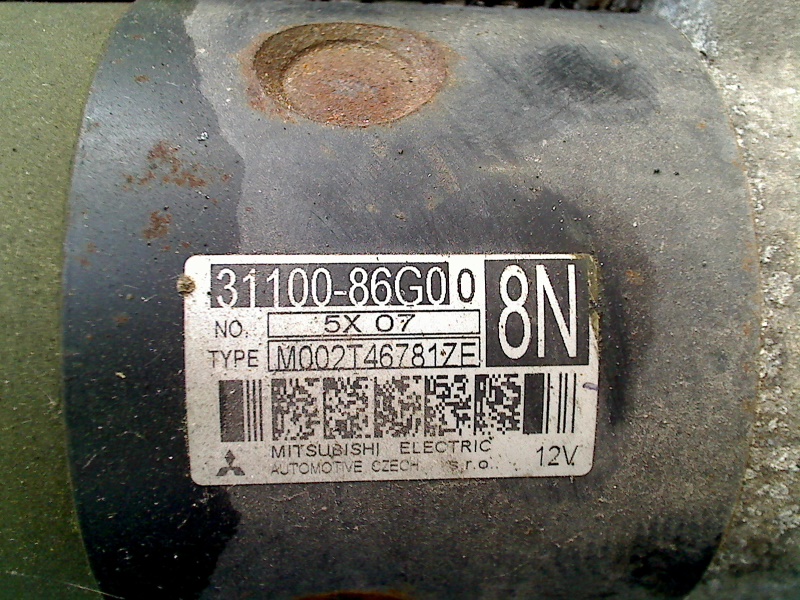 31100-86G00 8N
NO. 5X 07
TYPE M002T46781ZE
MITSUBISHI ELECTRIC
AUTOMOTIVE CZECH s.r.o. 12V